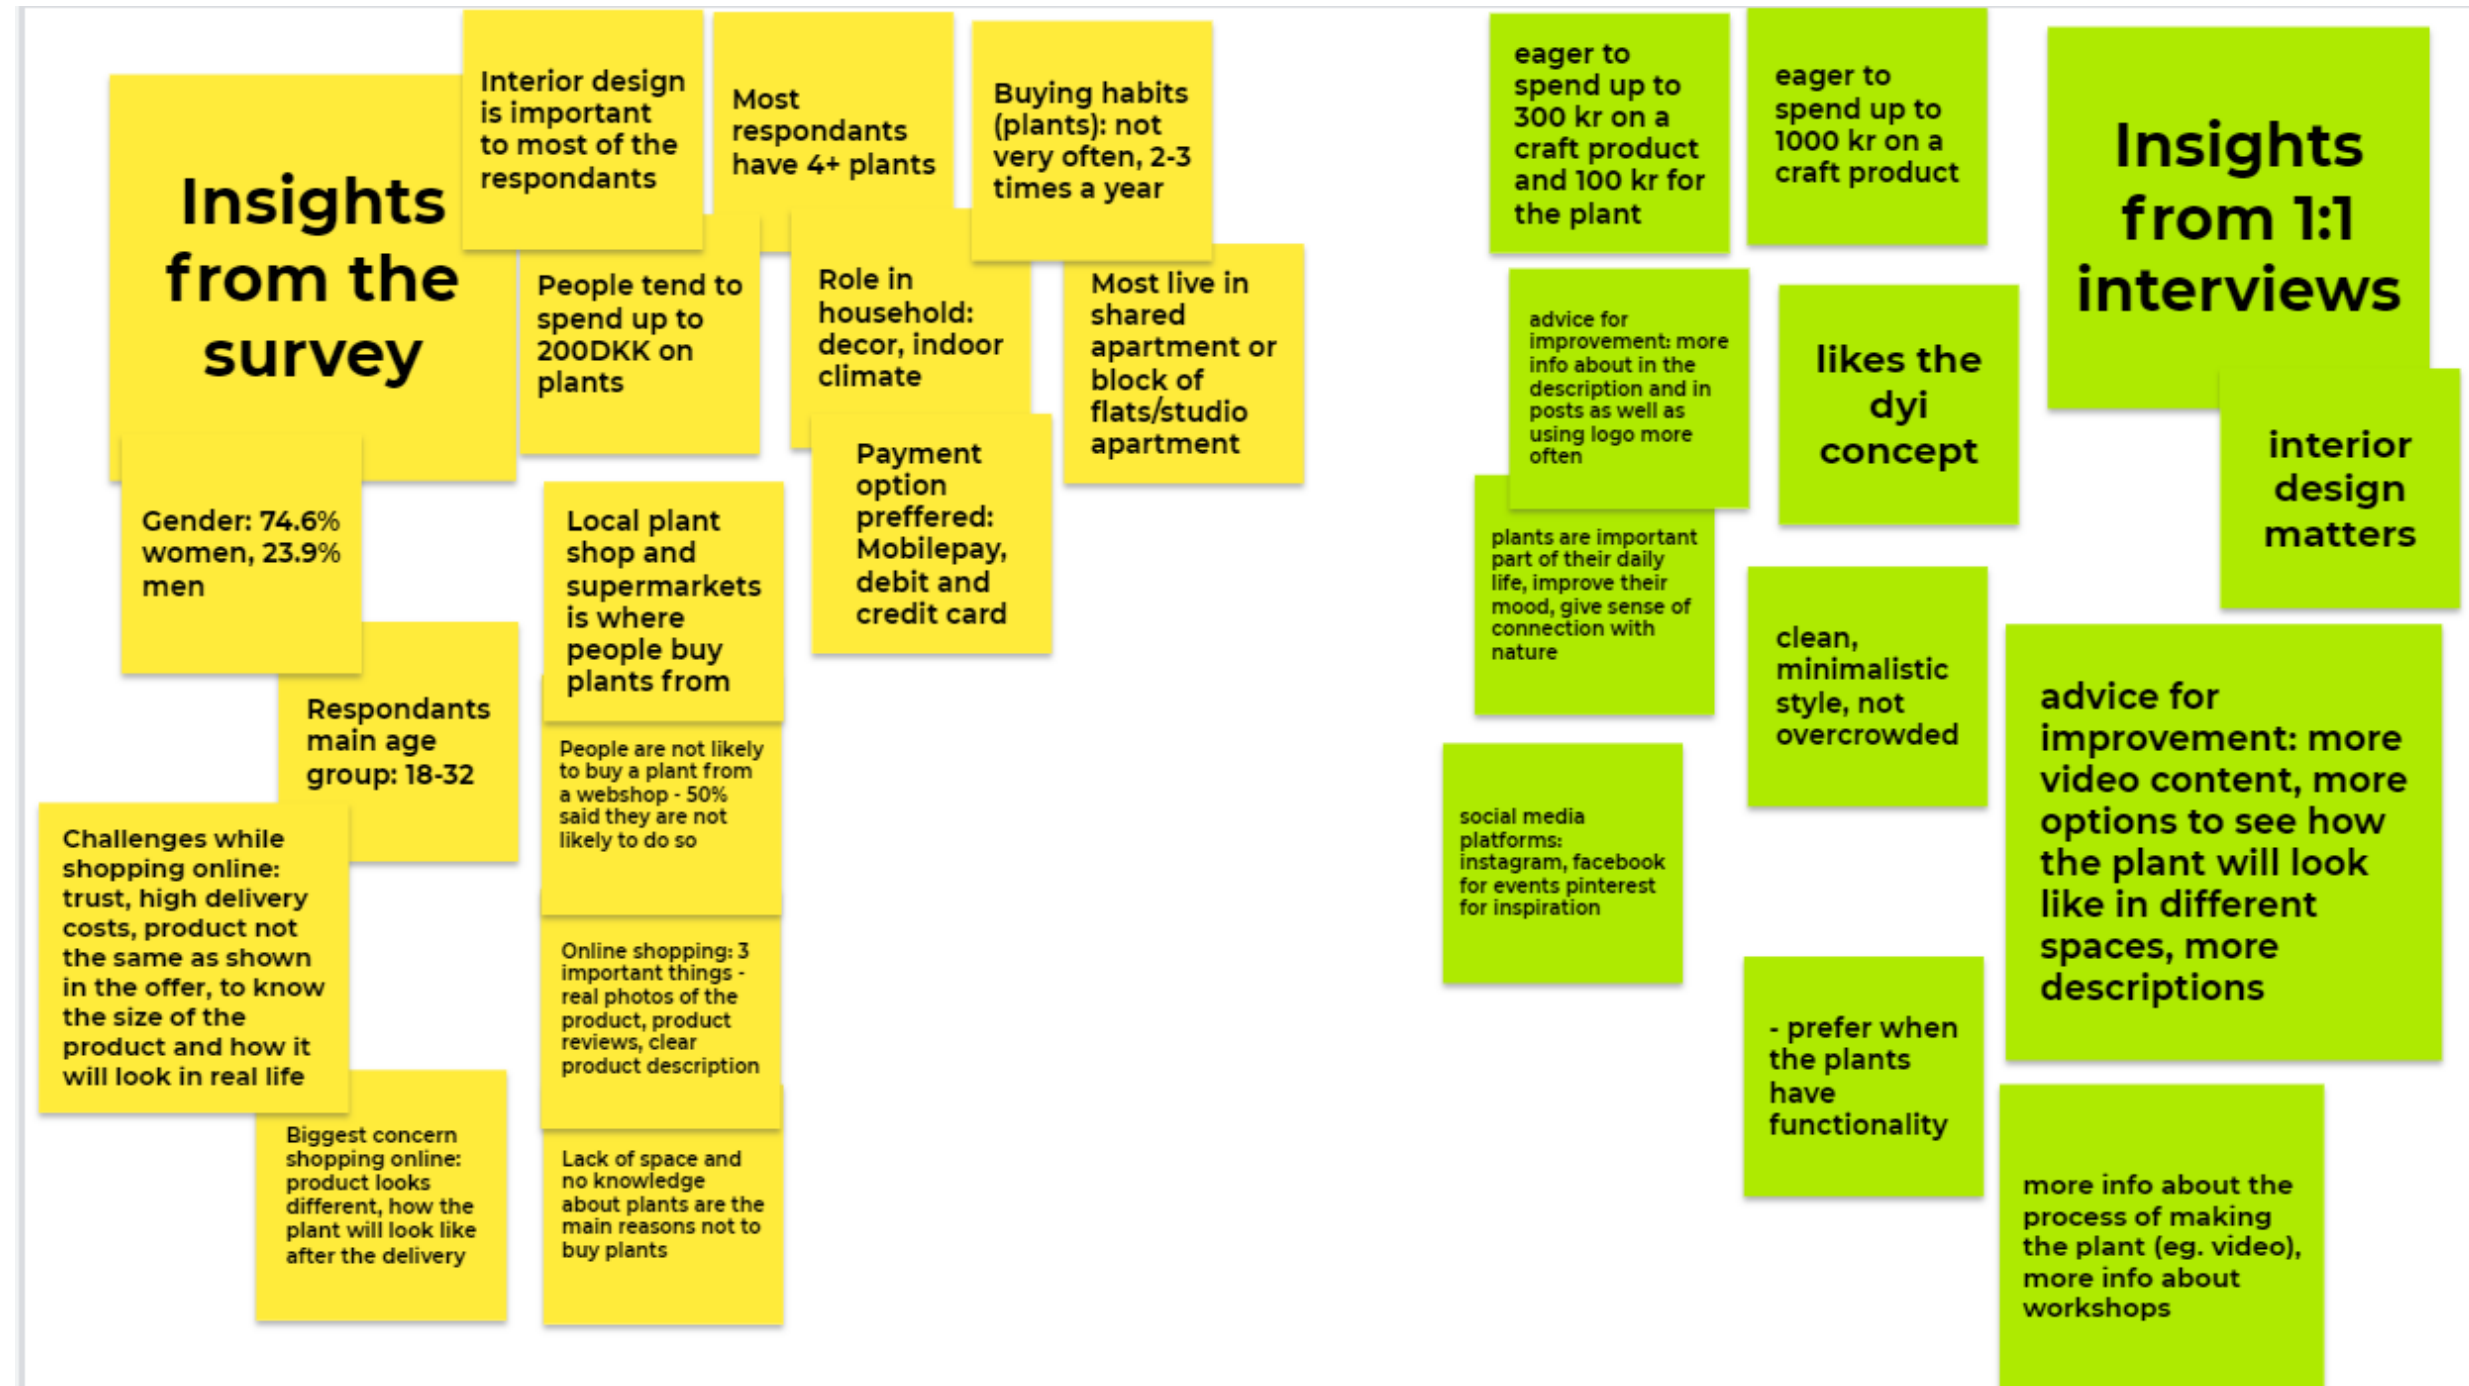 Insights
from the
survey
Interior design
is important
to most of the
respondants
Most
respondants
have 4+ plants
Buying habits
(plants): not
very often, 2-3
times a year
People tend to
spend up to
200DKK on
plants
Role in
household:
decor, indoor
climate
Most live in
shared
apartment or
block of
flats/studio
apartment
Payment
option
preffered:
Mobilepay,
debit and
credit card
Gender: 74.6%
women, 23.9%
men
Local plant
shop and
supermarkets
is where
people buy
plants from
Respondants
main age
group: 18-32
People are not likely
to buy a plant from
a webshop - 50%
said they are not
likely to do so
Challenges while
shopping online:
trust, high delivery
costs, product not
the same as shown
in the offer, to know
the size of the
product and how it
will look in real life
Online shopping: 3
important things -
real photos of the
product, product
reviews, clear
product description
Biggest concern
shopping online:
product looks
different, how the
plant will look like
after the delivery
Lack of space and
no knowledge
about plants are the
main reasons not to
buy plants
eager to
spend up to
300 kr on a
craft product
and 100 kr for
the plant
eager to
spend up to
1000 kr on a
craft product
Insights
from 1:1
interviews
advice for
improvement: more
info about in the
description and in
posts as well as
using logo more
often
likes the
dyi
concept
interior
design
matters
plants are important
part of their daily
life, improve their
mood, give sense of
connection with
nature
clean,
minimalistic
style, not
overcrowded
advice for
improvement: more
video content, more
options to see how
the plant will look
like in different
spaces, more
descriptions
social media
platforms:
instagram, facebook
for events pinterest
for inspiration
- prefer when
the plants
have
functionality
more info about the
process of making
the plant (eg. video),
more info about
workshops